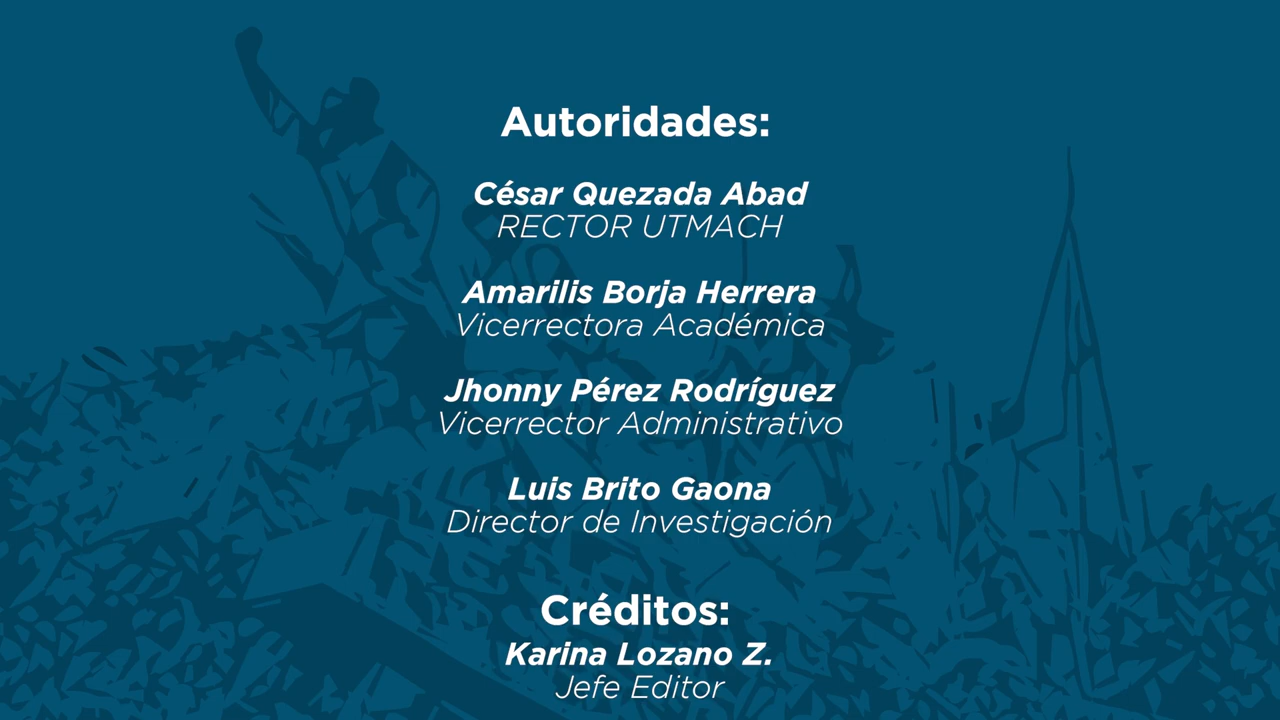 Autoridades:
César Quezada Abad
RECTOR UTMACH
Amarilis Borja Herrera
Vicerrectora Académica
Jhonny Pérez Rodríguez
Vicerrector Administrativo
Luis Brito Gaona
Director de Investigación
Créditos:
Karina Lozano Z.
Jefe Editor